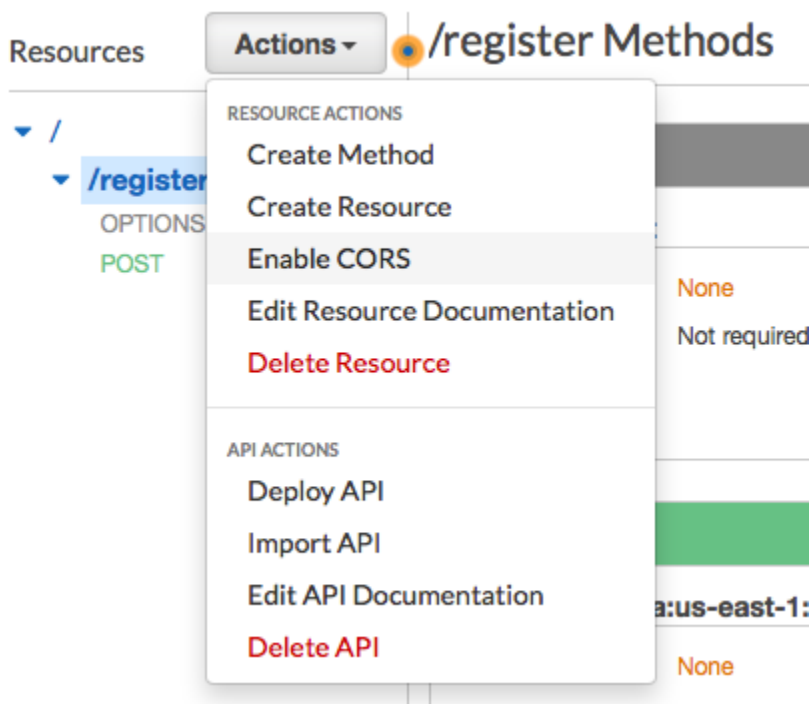 Resources
Actions
/register Methods
/
/register
OPTIONS
POST
RESOURCE ACTIONS
Create Method
Create Resource
Enable CORS
Edit Resource Documentation
Delete Resource
API ACTIONS
Deploy API
Import API
Edit API Documentation
Delete API
None
Not required
a:us-east-1:
None